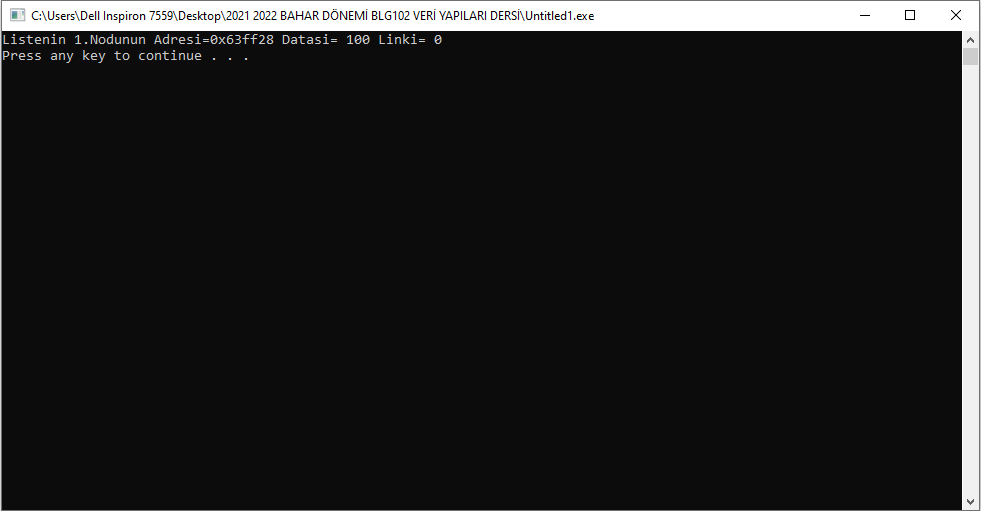 C:\Users\Dell Inspiron 7559\Desktop\2021 2022 BAHAR DÖNEMİ BLG102 VERİ YAPILARI DERSİ\Untitled1.exe
Listenin 1.Nodunun Adresi=0x63ff28 Datasi= 100 Linki= 0
Press any key to continue . . .